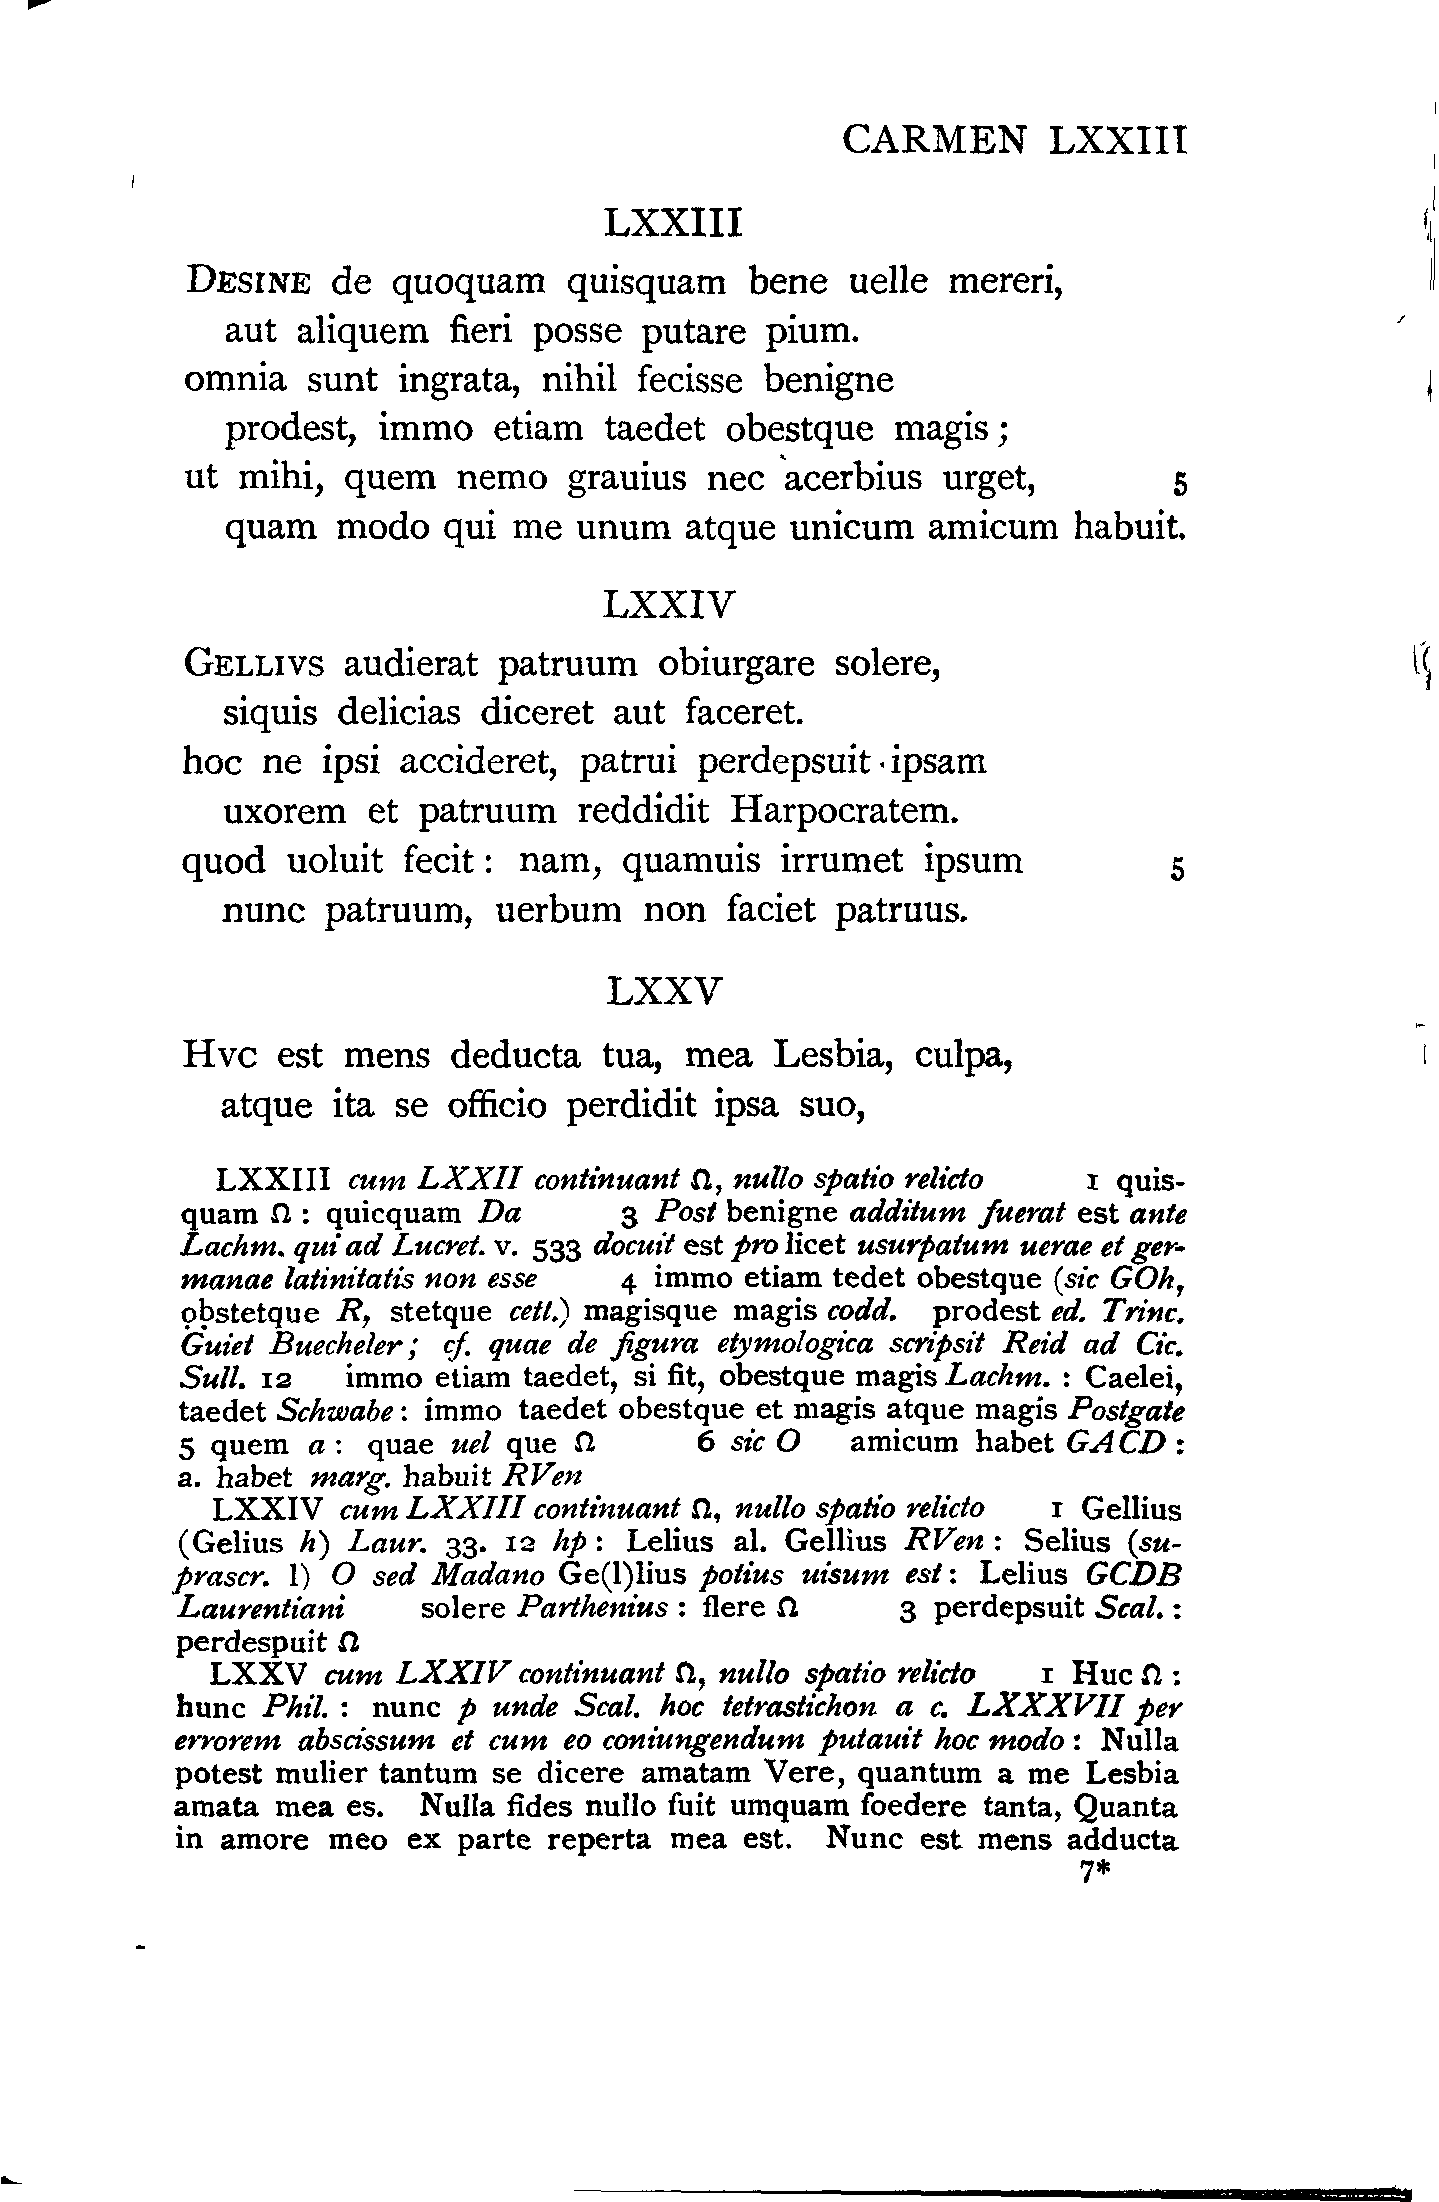 CARMEN LXXIII
LXXIII
DESINE de quoquam quisquam bene uelle mereri,
aut aliquem fieri posse putare pium.
omnia sunt ingrata, nihil fecisse benigne
prodest, immo etiam taedet obestque magis;
ut mihi, quem nemo grauius nec acerbius urget, 5
quam modo qui me unum atque unicum amicum habuit.
LXXIV
GELLIVS audierat patruum obiurgare solere,
siquis delicias diceret aut faceret.
hoc ne ipsi accideret, patrui perdepsuit ipsam
uxorem et patruum reddidit Harpocratem.
quod uoluit fecit: nam, quamuis irrumet ipsum 5
nunc patruum, uerbum non faciet patruus.
LXXV
HVC est mens deducta tua, mea Lesbia, culpa,
atque ita se officio perdidit ipsa suo,
LXXIII cum LXXII continuant Ω, nullo spatio relicto 1 quis-
quam Ω: quicquam Da 3 Post benigne additum fuerat est ante
Lachm. qui ad Lucret. v. 533 docuit est pro licet usurpatum uerae et ger-
manae latinitatis non esse 4 immo etiam tedet obestque (sic GOh,
ọḅstetque R, stetque cett.) magisque magis codd. prodest ed. Trinc.
Guiet Buecheler; cf. quae de figura etymologica scripsit Reid ad Cic.
Sull. 12 immo etiam taedet, si fit, obestque magis Lachm.: Caelei,
taedet Schwabe: immo taedet obestque et magis atque magis Postgate
5 quem a: quae uel que Ω 6 sic O amicum habet GACD:
a. habet marg. habuit RVen
LXXIV cum LXXIII continuant Ω, nullo spatio relicto 1 Gellius
(Gelius h) Laur. 33. 12 hp: Lelius al. Gellius RVen: Selius (su-
prascr. l) O sed Madano Ge(l)lius potius uisum est: Lelius GCDB
Laurentiani solere Parthenius: flere Ω 3 perdepsuit Scal.:
perdespuit Ω
LXXV cum LXXIV continuant Ω, nullo spatio relicto 1 Huc Ω:
hunc Phil.: nunc p unde Scal. hoc tetrastichon a c. LXXXVII per
errorem abscissum et cum eo coniungendum putauit hoc modo: Nulla
potest mulier tantum se dicere amatam Vere, quantum a me Lesbia
amata mea es. Nulla fides nullo fuit umquam foedere tanta, Quanta
in amore meo ex parte reperta mea est. Nunc est mens adducta
7*